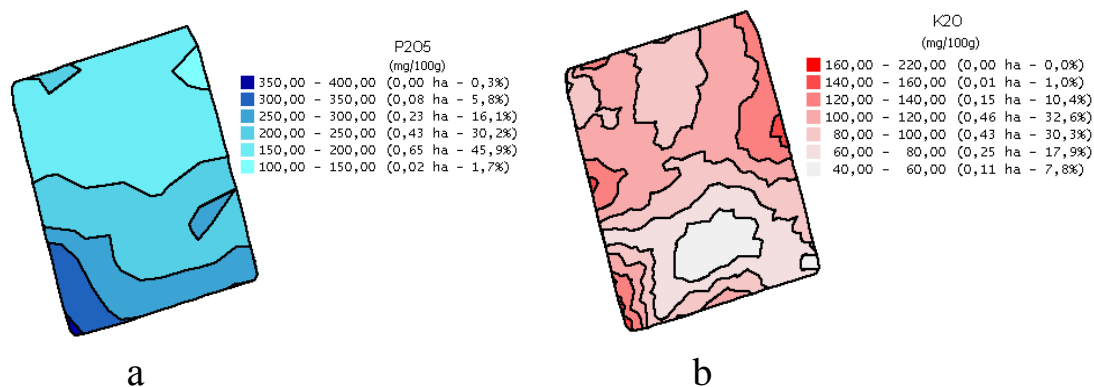 P2O5
(mg/100g)
350,00 - 400,00 (0,00 ha - 0,3%)
300,00 - 350,00 (0,08 ha - 5,8%)
250,00 - 300,00 (0,23 ha - 16,1%)
200,00 - 250,00 (0,43 ha - 30,2%)
150,00 - 200,00 (0,65 ha - 45,9%)
100,00 - 150,00 (0,02 ha - 1,7%)
a
K2O
(mg/100g)
160,00 - 220,00 (0,00 ha - 0,0%)
140,00 - 160,00 (0,01 ha - 1,0%)
120,00 - 140,00 (0,15 ha - 10,4%)
100,00 - 120,00 (0,46 ha - 32,6%)
80,00 - 100,00 (0,43 ha - 30,3%)
60,00 - 80,00 (0,25 ha - 17,9%)
40,00 - 60,00 (0,11 ha - 7,8%)
b